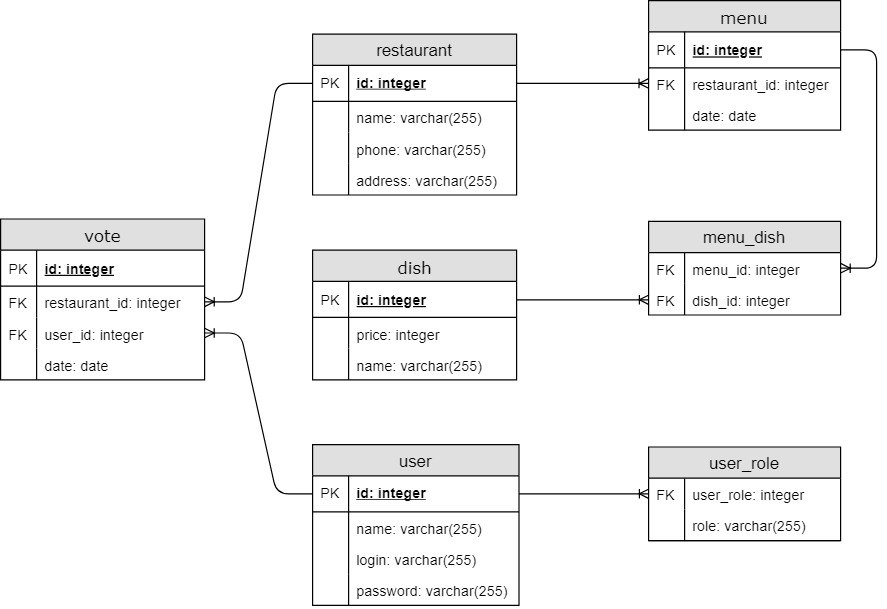 menu
PK id: integer
FK restaurant_id: integer
date: date
restaurant
PK id: integer
name: varchar(255)
phone: varchar(255)
address: varchar(255)
vote
PK id: integer
FK restaurant_id: integer
FK user_id: integer
date: date
dish
PK id: integer
price: integer
name: varchar(255)
menu_dish
FK menu_id: integer
FK dish_id: integer
user
PK id: integer
name: varchar(255)
login: varchar(255)
password: varchar(255)
user_role
FK user_role: integer
role: varchar(255)